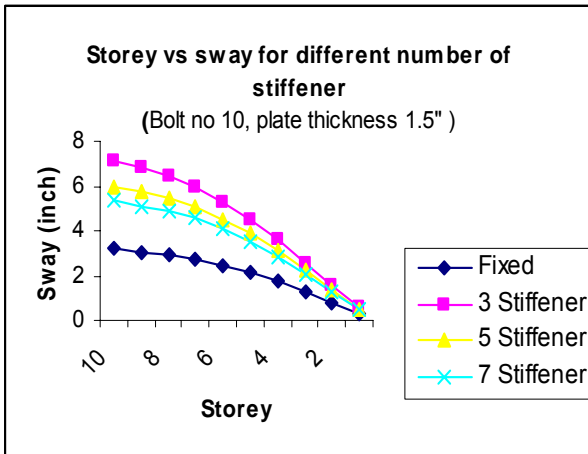 Storey vs sway for different number of
stiffener
(Bolt no 10, plate thickness 1.5" )
8
6
4
2
0
Sway (inch)
10
8
6
4
2
Storey
Fixed
3 Stiffener
5 Stiffener
7 Stiffener